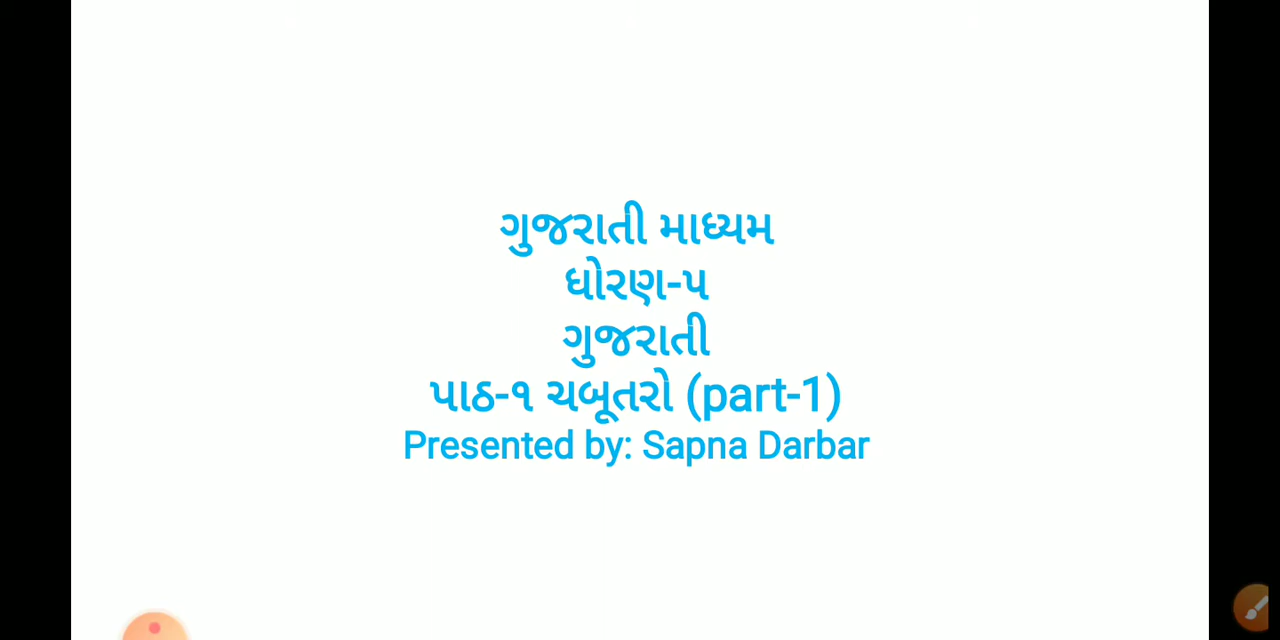 ગુજરાતી માધ્યમ
ધોરણ-૫
ગુજરાતી
પાઠ-૧ ચબૂતરો (part-1)
Presented by: Sapna Darbar